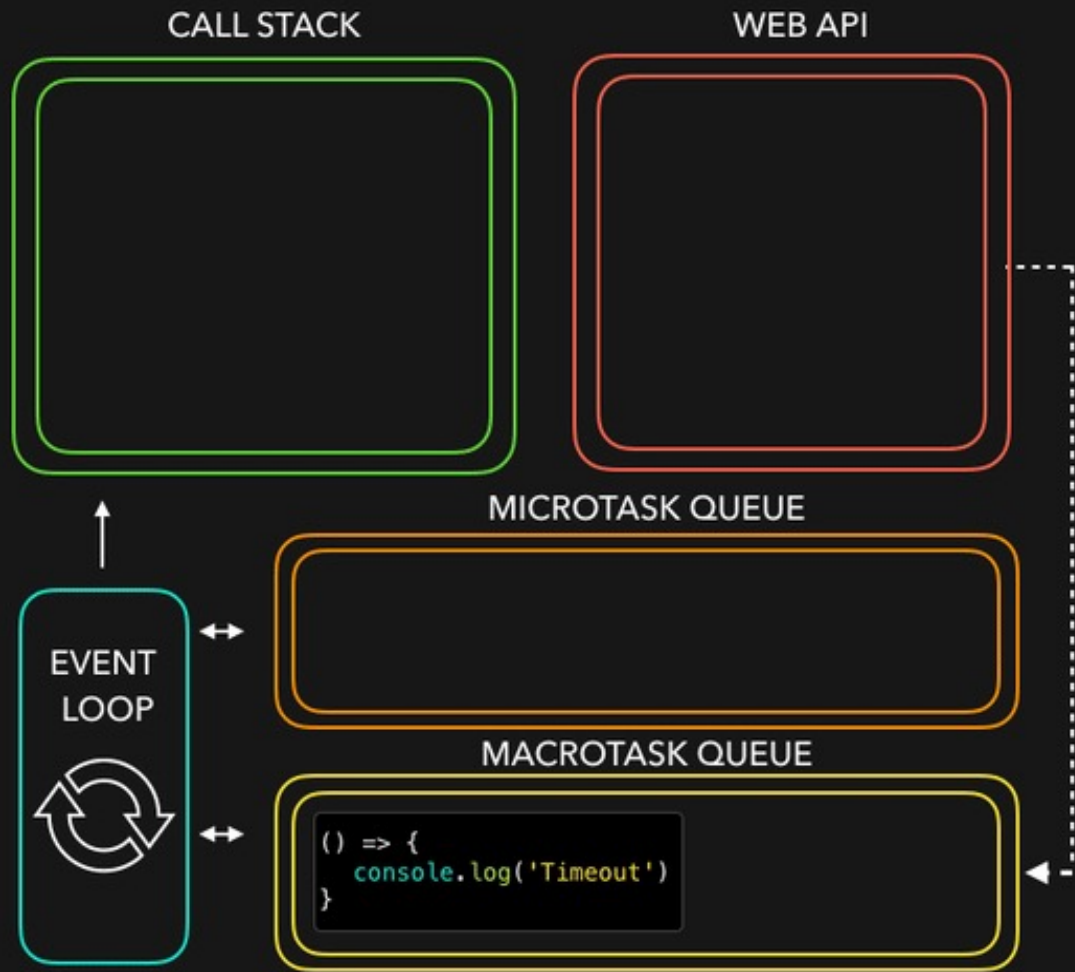 CALL STACK
WEB API
MICROTASK QUEUE
EVENT
LOOP
MACROTASK QUEUE
() => {
console.log('Timeout')
}